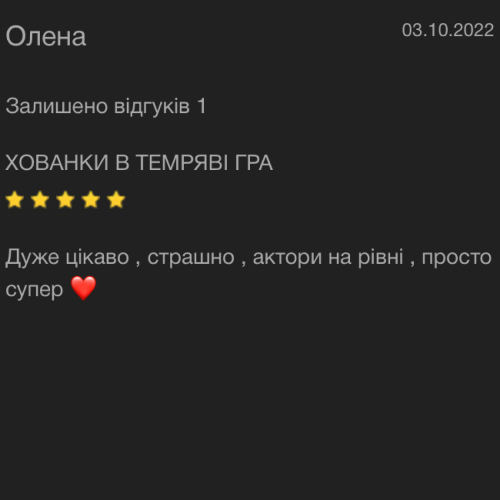 Олена
03.10.2022
Залишено відгуків 1
ХОВАНКИ В ТЕМРЯВІ ГРА
Дуже цікаво , страшно , актори на рівні , просто
супер ❤️